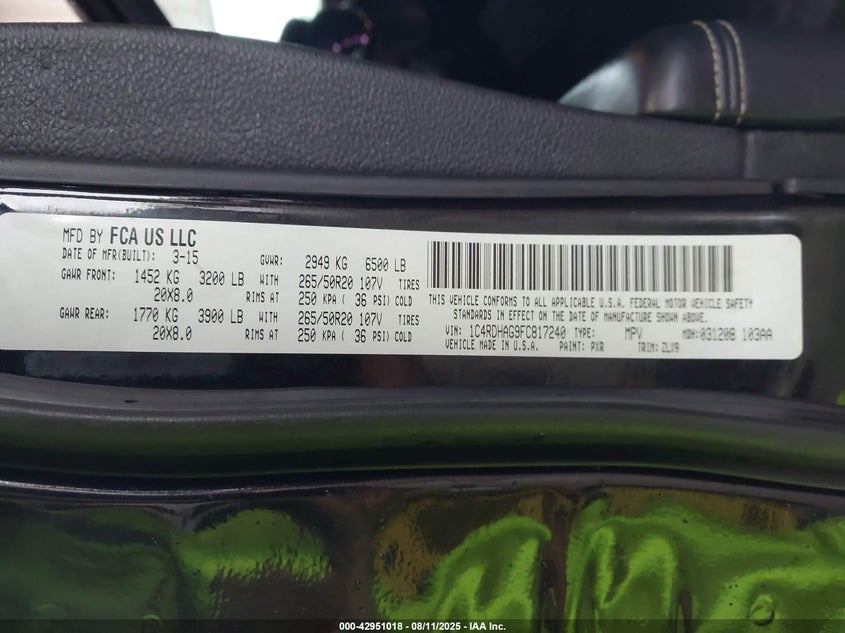 MFD BY FCA US LLC
DATE OF MFR(BUILT): 3-15 GVWR: 2949 KG 6500 LB
GAWR FRONT: 1452 KG 3200 LB WITH 265/50R20 107V TIRES
20X8.0 RIMS AT 250 KPA ( 36 PSI) COLD
GAWR REAR: 1770 KG 3900 LB WITH 265/50R20 107V TIRES
20X8.0 RIMS AT 250 KPA ( 36 PSI) COLD
THIS VEHICLE CONFORMS TO ALL APPLICABLE U.S.A. FEDERAL MOTOR VEHICLE SAFETY
STANDARDS IN EFFECT ON THE DATE OF MANUFACTURE SHOWN ABOVE.
VIN: 1C4RDHAG9FC817240 TYPE: MPV MDH:031208 103AA
VEHICLE MADE IN U.S.A. PAINT: PXR TRIM: ZLX9
000-42951018 - 08/11/2025 - IAA Inc.